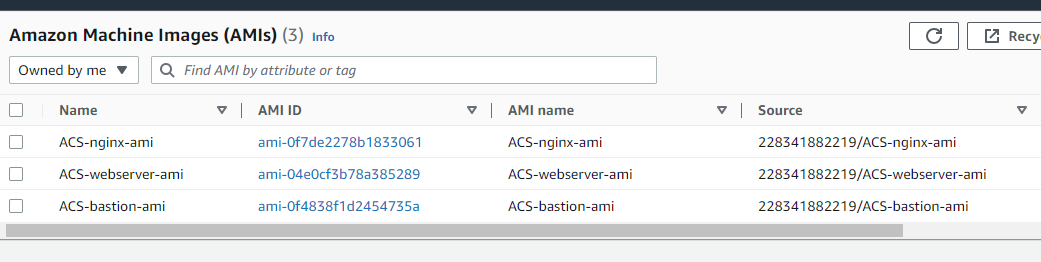 Amazon Machine Images (AMIs) (3) Info
Recy
Owned by me Find AMI by attribute or tag
Name AMI ID AMI name Source
ACS-nginx-ami ami-0f7de2278b1833061 ACS-nginx-ami 228341882219/ACS-nginx-ami
ACS-webserver-ami ami-04e0cf3b78a385289 ACS-webserver-ami 228341882219/ACS-webserver-ami
ACS-bastion-ami ami-0f4838f1d2454735a ACS-bastion-ami 228341882219/ACS-bastion-ami